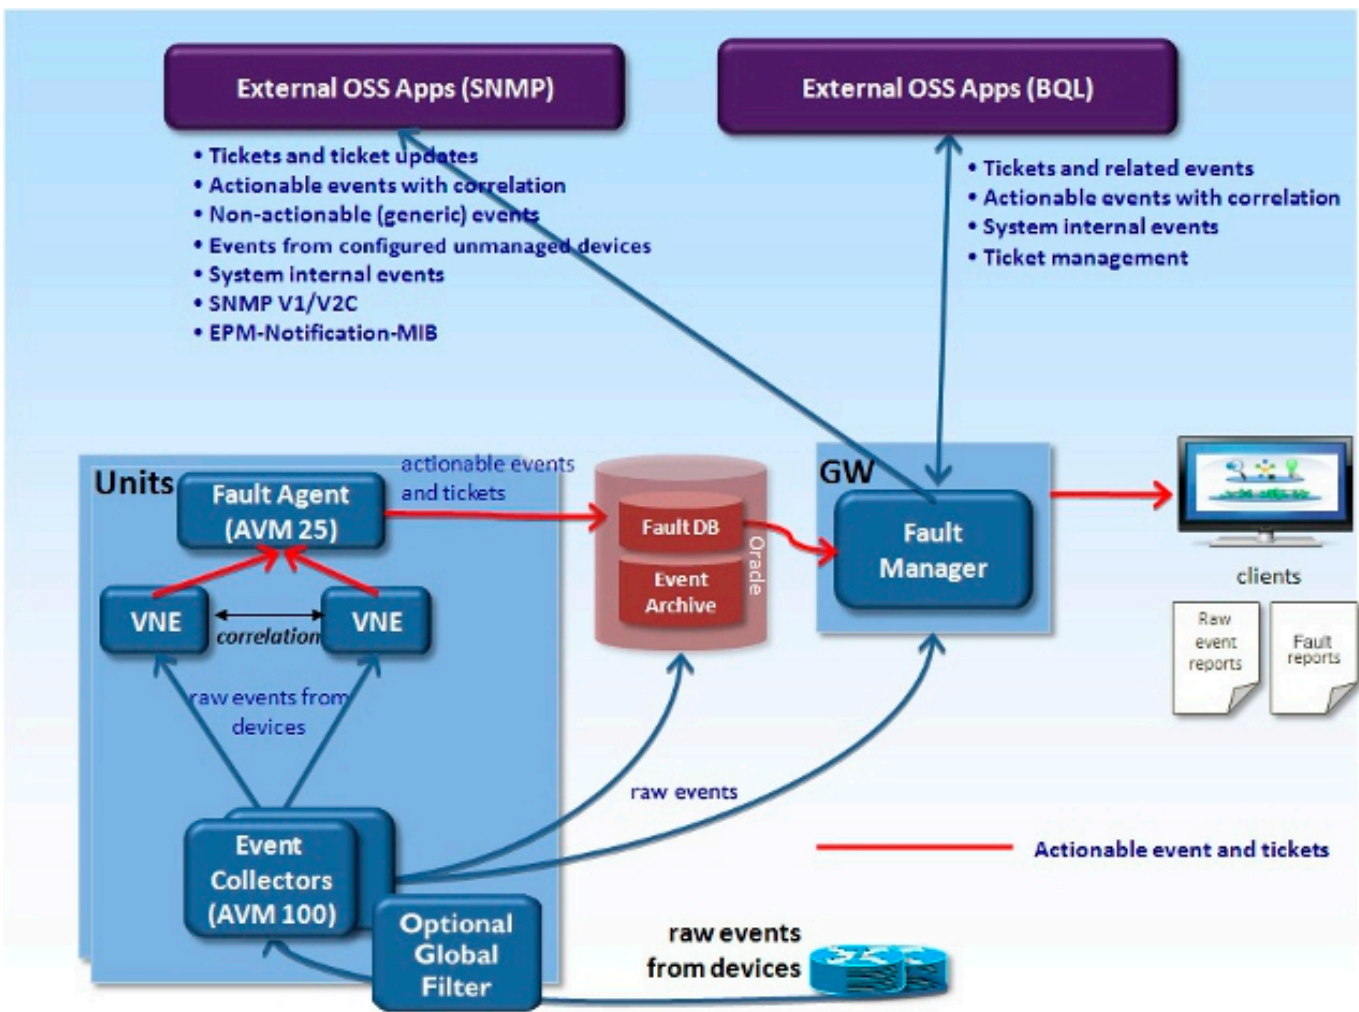 External OSS Apps (SNMP)
External OSS Apps (BQL)
• Tickets and ticket updates
• Actionable events with correlation
• Non-actionable (generic) events
• Events from configured unmanaged devices
• System internal events
• SNMP V1/V2C
• EPM-Notification-MIB
• Tickets and related events
• Actionable events with correlation
• System internal events
• Ticket management
Units
Fault Agent
(AVM 25)
actionable events
and tickets
VNE
correlation
VNE
raw events from
devices
Event
Collectors
(AVM 100)
Optional
Global
Filter
Fault DB
Event
Archive
Oracle
GW
Fault
Manager
clients
Raw
event
reports
Fault
reports
raw events
Actionable event and tickets
raw events
from devices